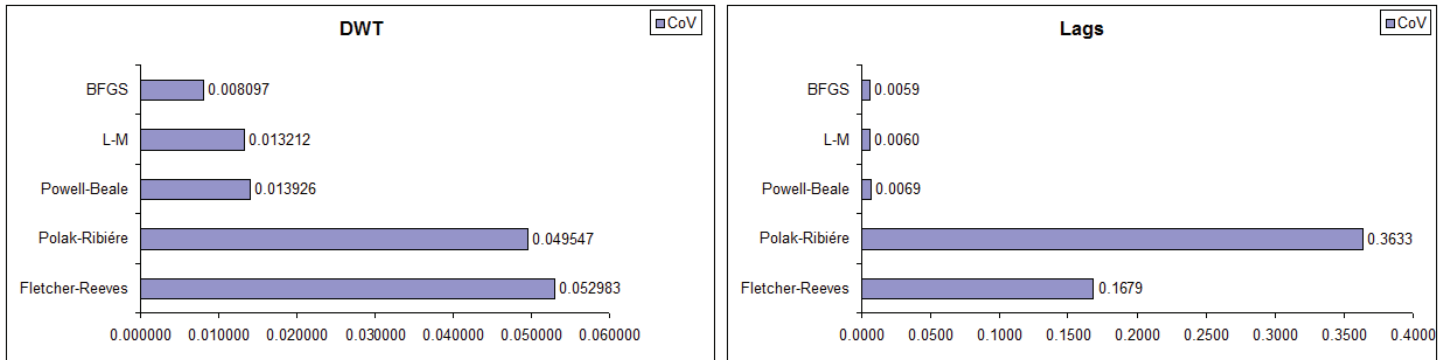 DWT
CoV
BFGS
0.008097
L-M
0.013212
Powell-Beale
0.013926
Polak-Ribiére
0.049547
Fletcher-Reeves
0.052983
0.000000 0.010000 0.020000 0.030000 0.040000 0.050000 0.060000
Lags
CoV
BFGS
0.0059
L-M
0.0060
Powell-Beale
0.0069
Polak-Ribiére
0.3633
Fletcher-Reeves
0.1679
0.0000 0.0500 0.1000 0.1500 0.2000 0.2500 0.3000 0.3500 0.4000